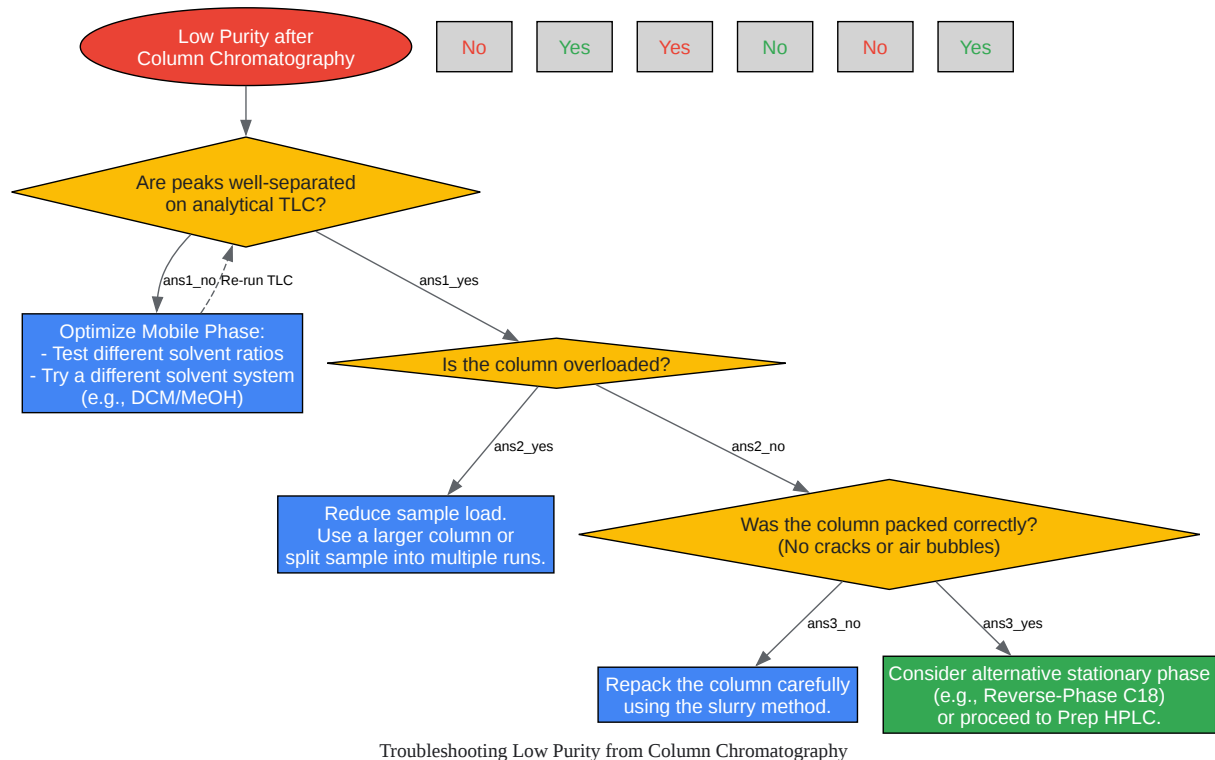 Low Purity after
Column Chromatography
No
Yes
Yes
No
No
Yes
Are peaks well-separated
on analytical TLC?
ans1_no
Re-run TLC
ans1_yes
Optimize Mobile Phase:
- Test different solvent ratios
- Try a different solvent system
(e.g., DCM/MeOH)
Is the column overloaded?
ans2_yes
ans2_no
Reduce sample load.
Use a larger column or
split sample into multiple runs.
Was the column packed correctly?
(No cracks or air bubbles)
ans3_no
ans3_yes
Repack the column carefully
using the slurry method.
Consider alternative stationary phase
(e.g., Reverse-Phase C18)
or proceed to Prep HPLC.
Troubleshooting Low Purity from Column Chromatography